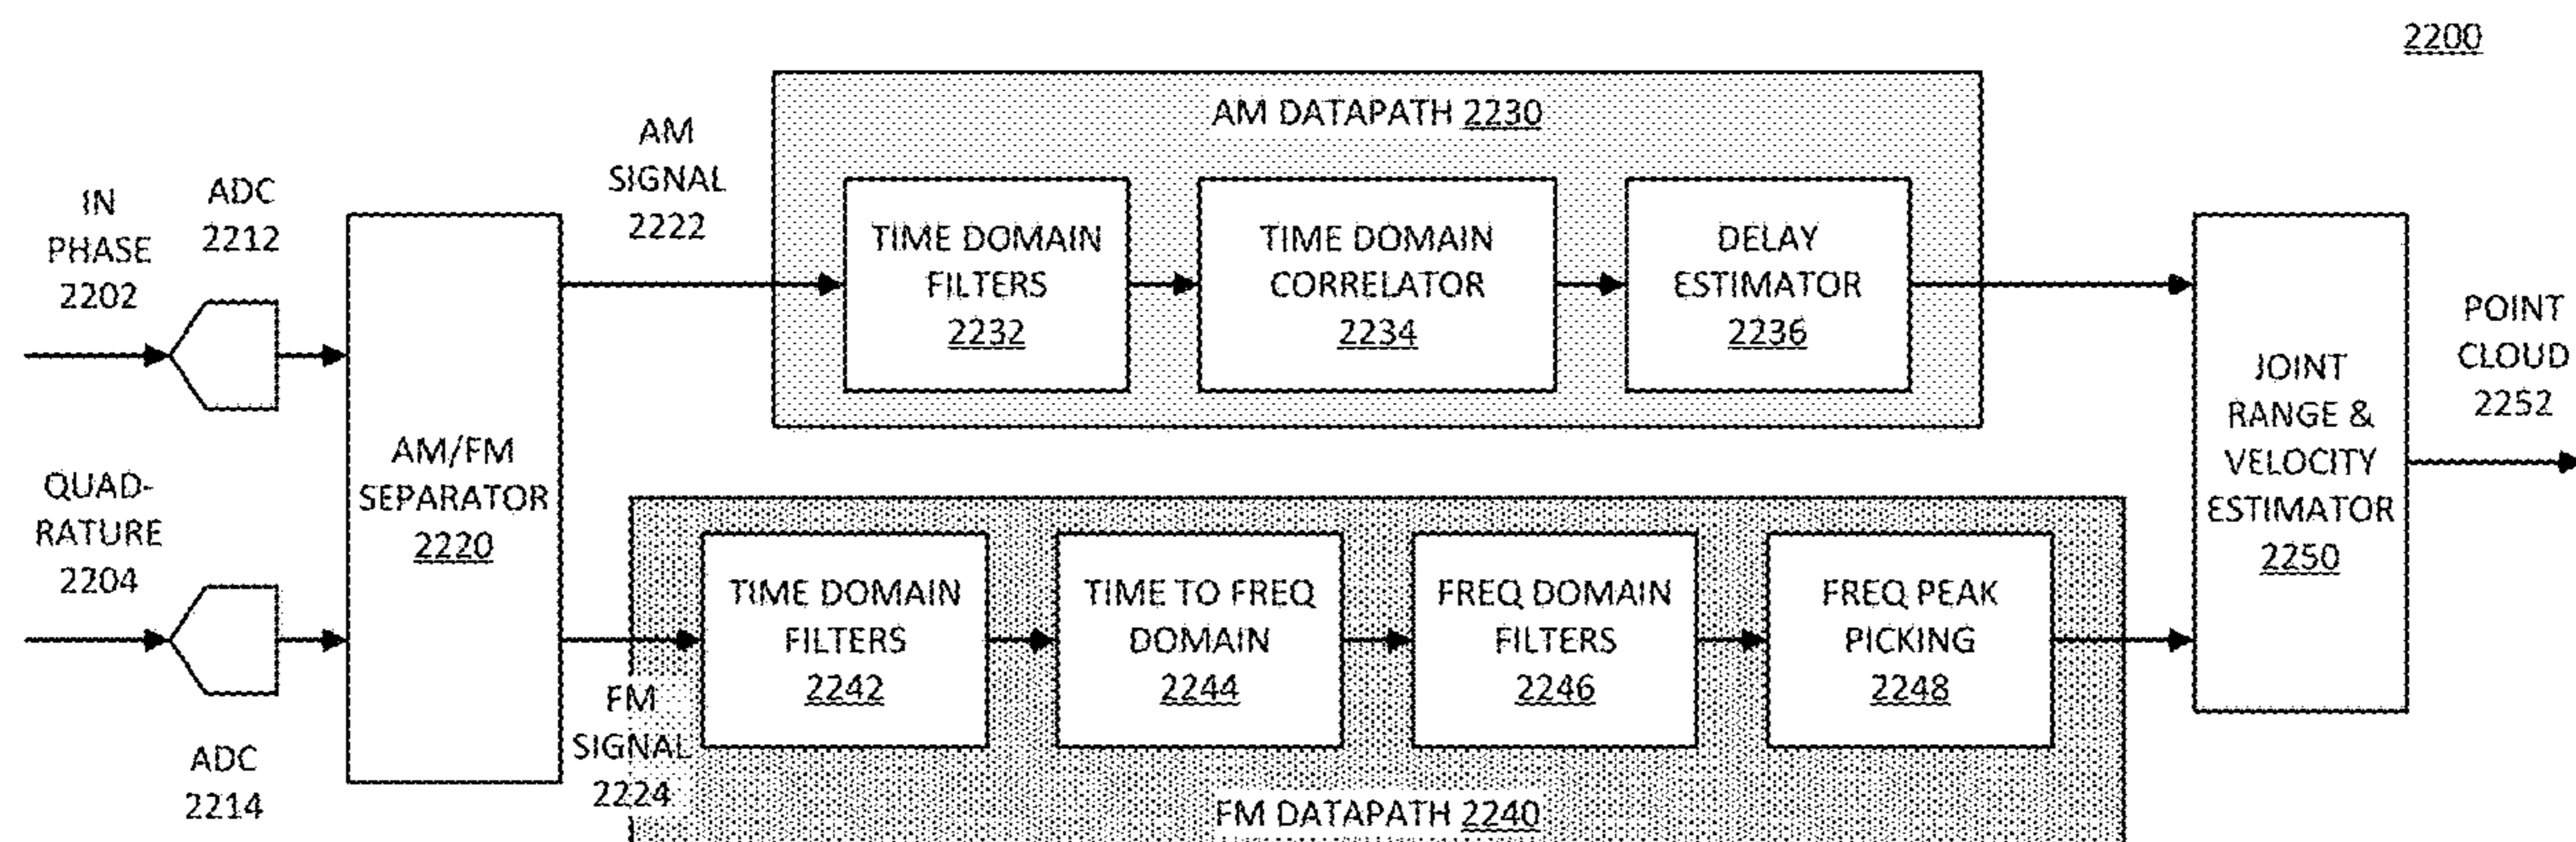 2200
AM DATAPATH 2230
AM
SIGNAL
2222
IN
PHASE
2202
ADC
2212
TIME DOMAIN
FILTERS
2232
TIME DOMAIN
CORRELATOR
2234
DELAY
ESTIMATOR
2236
POINT
CLOUD
2252
JOINT
RANGE &
VELOCITY
ESTIMATOR
2250
AM/FM
SEPARATOR
2220
QUAD-
RATURE
2204
ADC
2214
FM
SIGNAL
2224
TIME DOMAIN
FILTERS
2242
TIME TO FREQ
DOMAIN
2244
FREQ DOMAIN
FILTERS
2246
FREQ PEAK
PICKING
2248
FM DATAPATH 2240